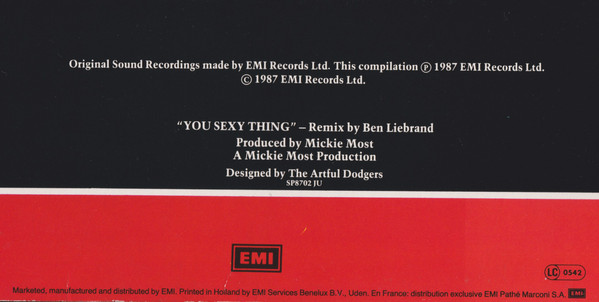 Original Sound Recordings made by EMI Records Ltd. This compilation Ⓟ 1987 EMI Records Ltd.
© 1987 EMI Records Ltd.
“YOU SEXY THING” – Remix by Ben Liebrand
Produced by Mickie Most
A Mickie Most Production
Designed by The Artful Dodgers
SP8702 JU
EMI
LC 0542
Marketed, manufactured and distributed by EMI. Printed in Holland by EMI Services Benelux B.V., Uden. En France: distribution exclusive EMI Pathé Marconi S.A. EMI